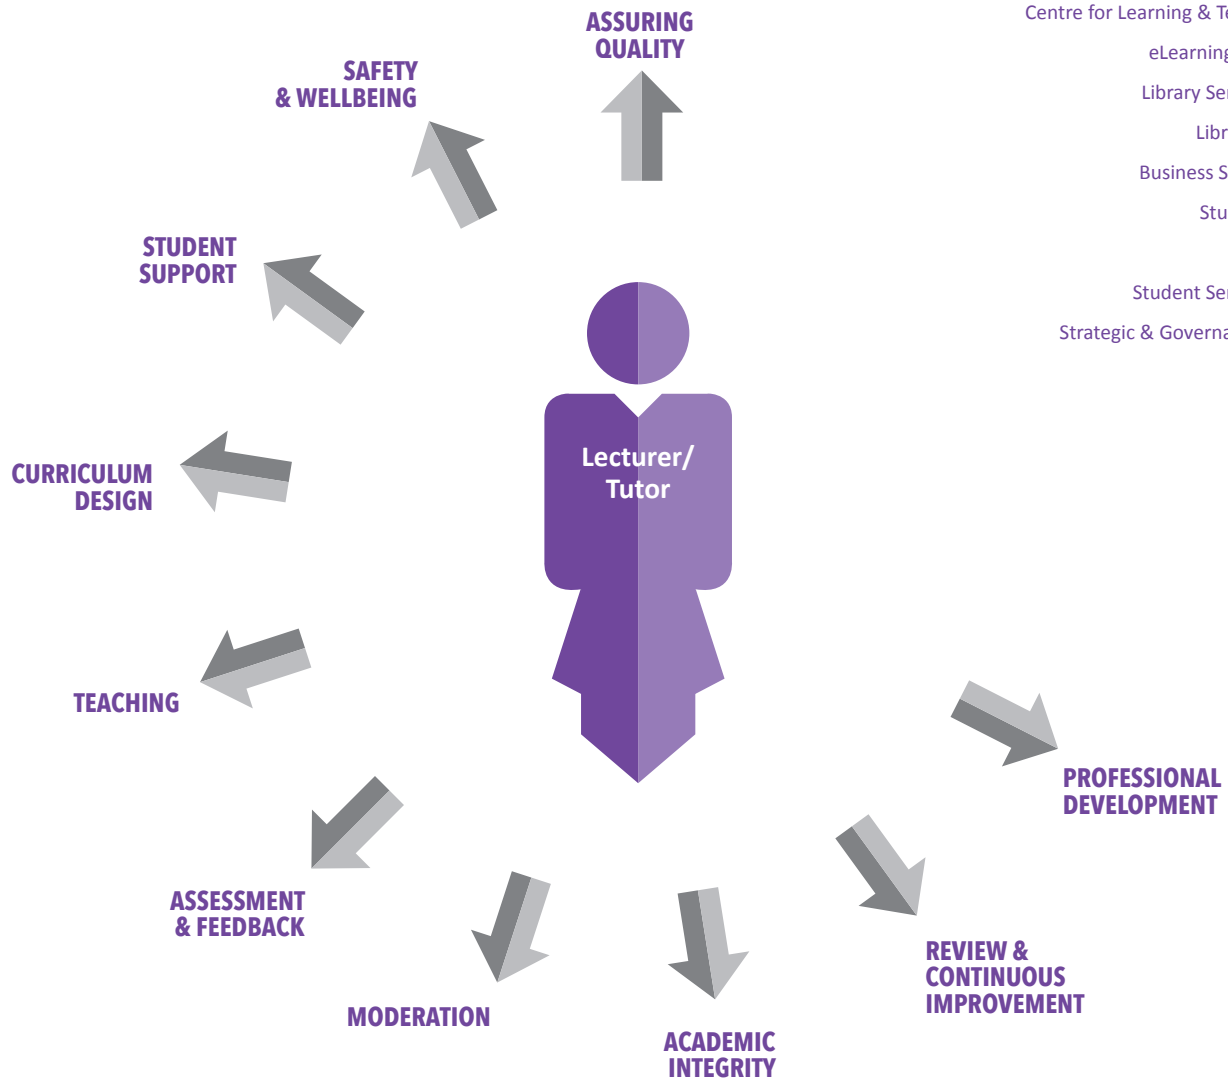 ASSURING
QUALITY
SAFETY
& WELLBEING
STUDENT
SUPPORT
CURRICULUM
DESIGN
TEACHING
ASSESSMENT
& FEEDBACK
MODERATION
ACADEMIC
INTEGRITY
REVIEW &
CONTINUOUS
IMPROVEMENT
PROFESSIONAL
DEVELOPMENT
Lecturer/
Tutor
Centre for Learning &
eLearning
Library
Business
Student
Strategic &